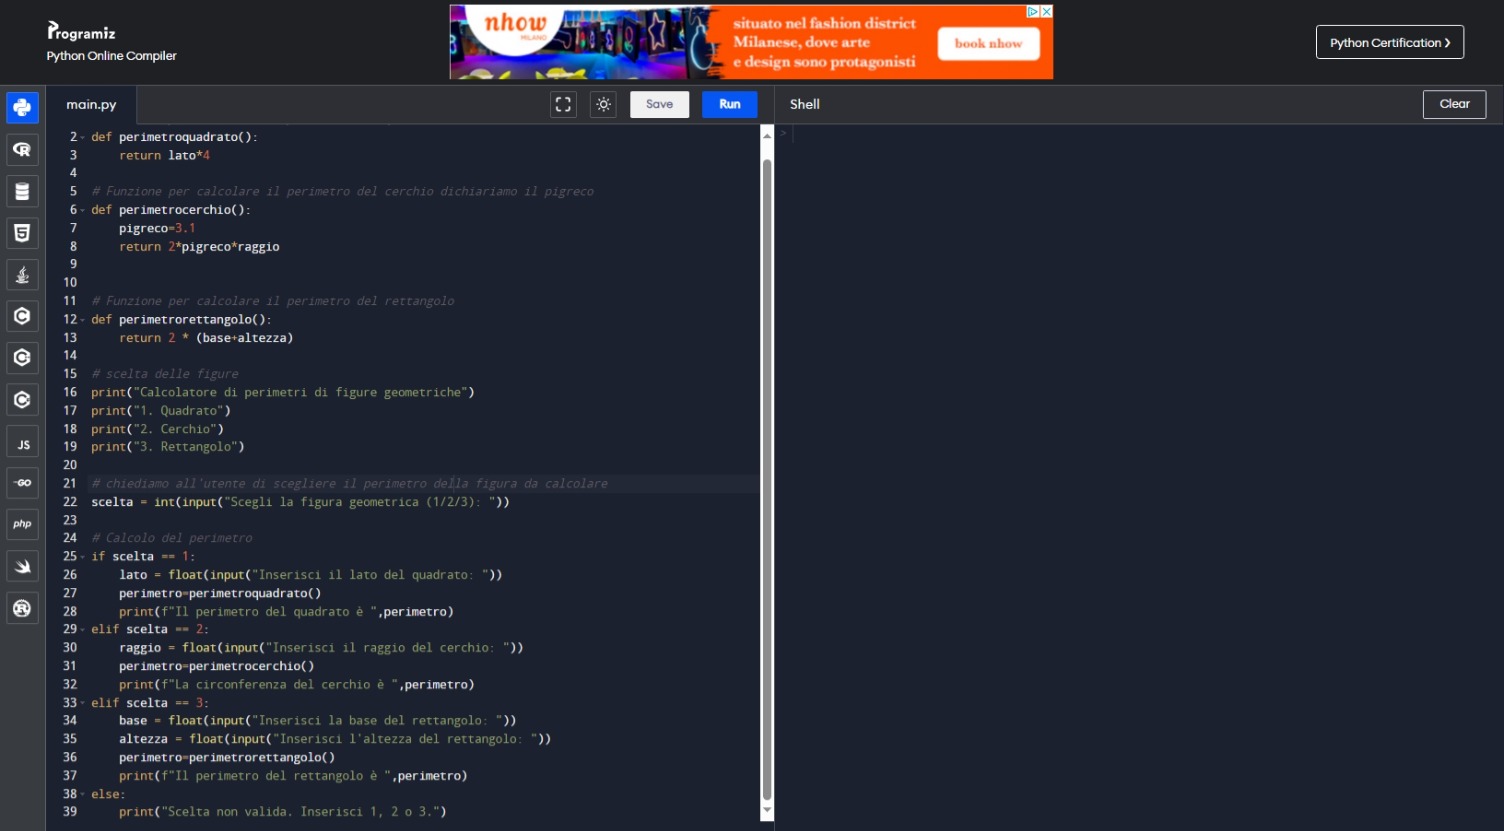 Programiz
Python Online Compiler
nhow
MILANO
situato nel fashion district
Milanese, dove arte
e design sono protagonisti
book nhow
Python Certification >
main.py
Save
Run
Shell
Clear
2 def perimetroquadrato():
3 return lato*4
4
5 # Funzione per calcolare il perimetro del cerchio dichiariamo il pigreco
6 def perimetrocerchio():
7 pigreco=3.1
8 return 2*pigreco*raggio
9
10
11 # Funzione per calcolare il perimetro del rettangolo
12 def perimetrorettangolo():
13 return 2 * (base+altezza)
14
15 # scelta delle figure
16 print("Calcolatore di perimetri di figure geometriche")
17 print("1. Quadrato")
18 print("2. Cerchio")
19 print("3. Rettangolo")
20
21 # chiediamo all'utente di scegliere il perimetro della figura da calcolare
22 scelta = int(input("Scegli la figura geometrica (1/2/3): "))
23
24 # Calcolo del perimetro
25 if scelta == 1:
26 lato = float(input("Inserisci il lato del quadrato: "))
27 perimetro=perimetroquadrato()
28 print(f"Il perimetro del quadrato è ",perimetro)
29 elif scelta == 2:
30 raggio = float(input("Inserisci il raggio del cerchio: "))
31 perimetro=perimetrocerchio()
32 print(f"La circonferenza del cerchio è ",perimetro)
33 elif scelta == 3:
34 base = float(input("Inserisci la base del rettangolo: "))
35 altezza = float(input("Inserisci l'altezza del rettangolo: "))
36 perimetro=perimetrorettangolo()
37 print(f"Il perimetro del rettangolo è ",perimetro)
38 else:
39 print("Scelta non valida. Inserisci 1, 2 o 3.")
>
R
5
C
C
C
JS
GO
php
R